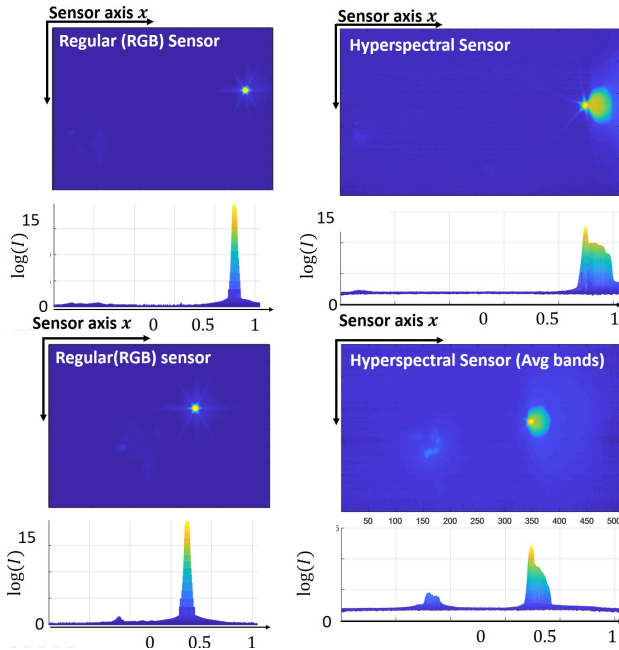 Sensor axis x
Regular (RGB) Sensor
15
log(I)
0
0 0.5 1
Sensor axis x
Hyperspectral Sensor
15
log(I)
0
0 0.5 1
Sensor axis x
Regular(RGB) sensor
15
log(I)
0
0 0.5 1
Sensor axis x
Hyperspectral Sensor (Avg bands)
50 100 150 200 250 300 350 400 450 500
log(I)
0
0 0.5 1